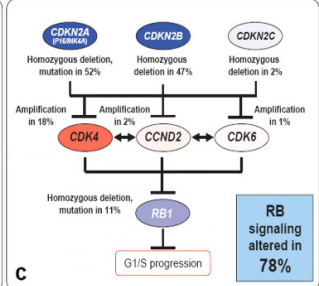 CDKN2A
(P16/INK4A)
CDKN2B
CDKN2C
Homozygous deletion,
mutation in 52%
Homozygous
deletion in 47%
Homozygous
deletion in 2%
Amplification
in 18%
Amplification
in 2%
Amplification
in 1%
CDK4
CCND2
CDK6
Homozygous deletion,
mutation in 11%
RB1
G1/S progression
RB
signaling
altered in
78%
C